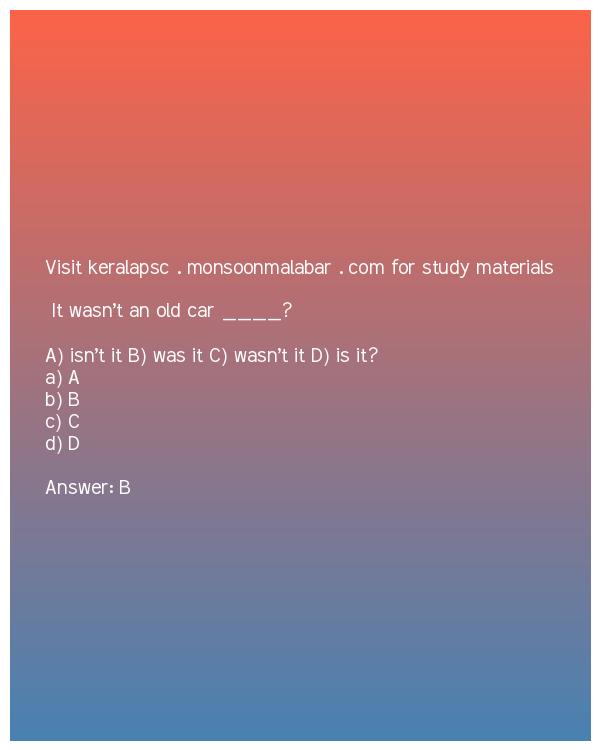 Visit keralapsc . monsoonmalabar . com for study materials
It wasn't an old car ____?
A) isn't it B) was it C) wasn't it D) is it?
a) A
b) B
c) C
d) D
Answer: B